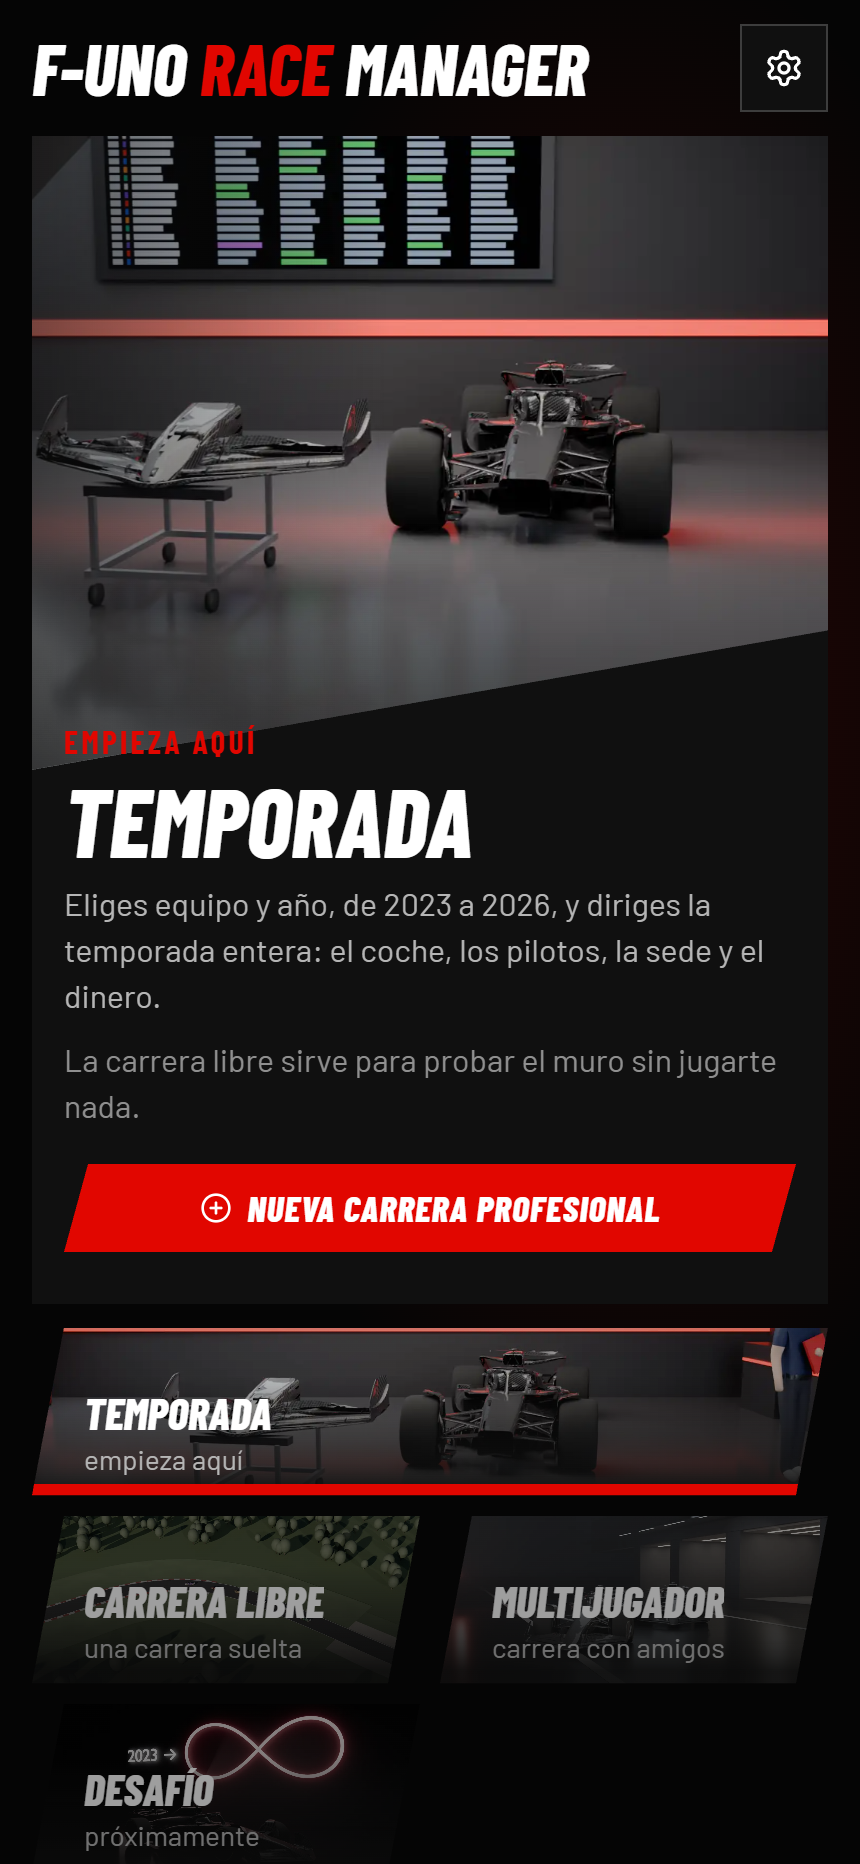 F-UNO RACE MANAGER
EMPIEZA AQUÍ
TEMPORADA
Eliges equipo y año, de 2023 a 2026, y diriges la
temporada entera: el coche, los pilotos, la sede y el
dinero.
La carrera libre sirve para probar el muro sin jugarte
nada.
NUEVA CARRERA PROFESIONAL
TEMPORADA
empieza aquí
CARRERA LIBRE
una carrera suelta
MULTIJUGADOR
carrera con amigos
2023 →
DESAFÍO
próximamente